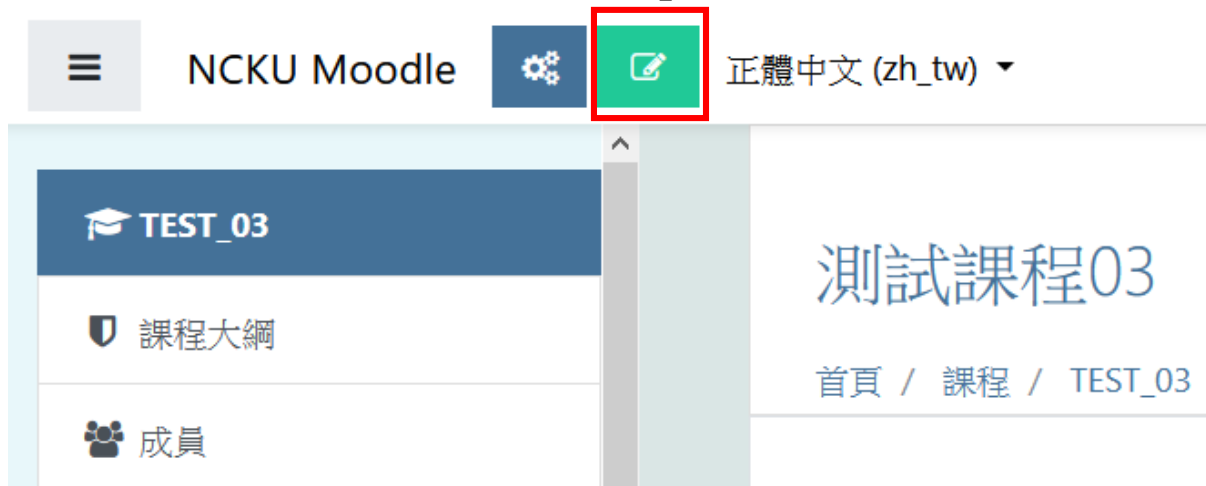 NCKU Moodle 正體中文 (zh_tw)
TEST_03
測試課程03
課程大綱
首頁 / 課程 / TEST_03
成員